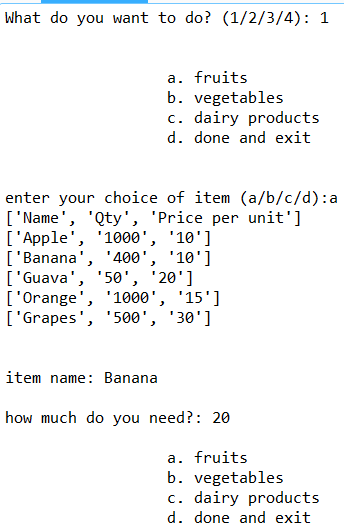 What do you want to do? (1/2/3/4): 1
a. fruits
b. vegetables
c. dairy products
d. done and exit
enter your choice of item (a/b/c/d):a
['Name', 'Qty', 'Price per unit']
['Apple', '1000', '10']
['Banana', '400', '10']
['Guava', '50', '20']
['Orange', '1000', '15']
['Grapes', '500', '30']
item name: Banana
how much do you need?: 20
a. fruits
b. vegetables
c. dairy products
d. done and exit